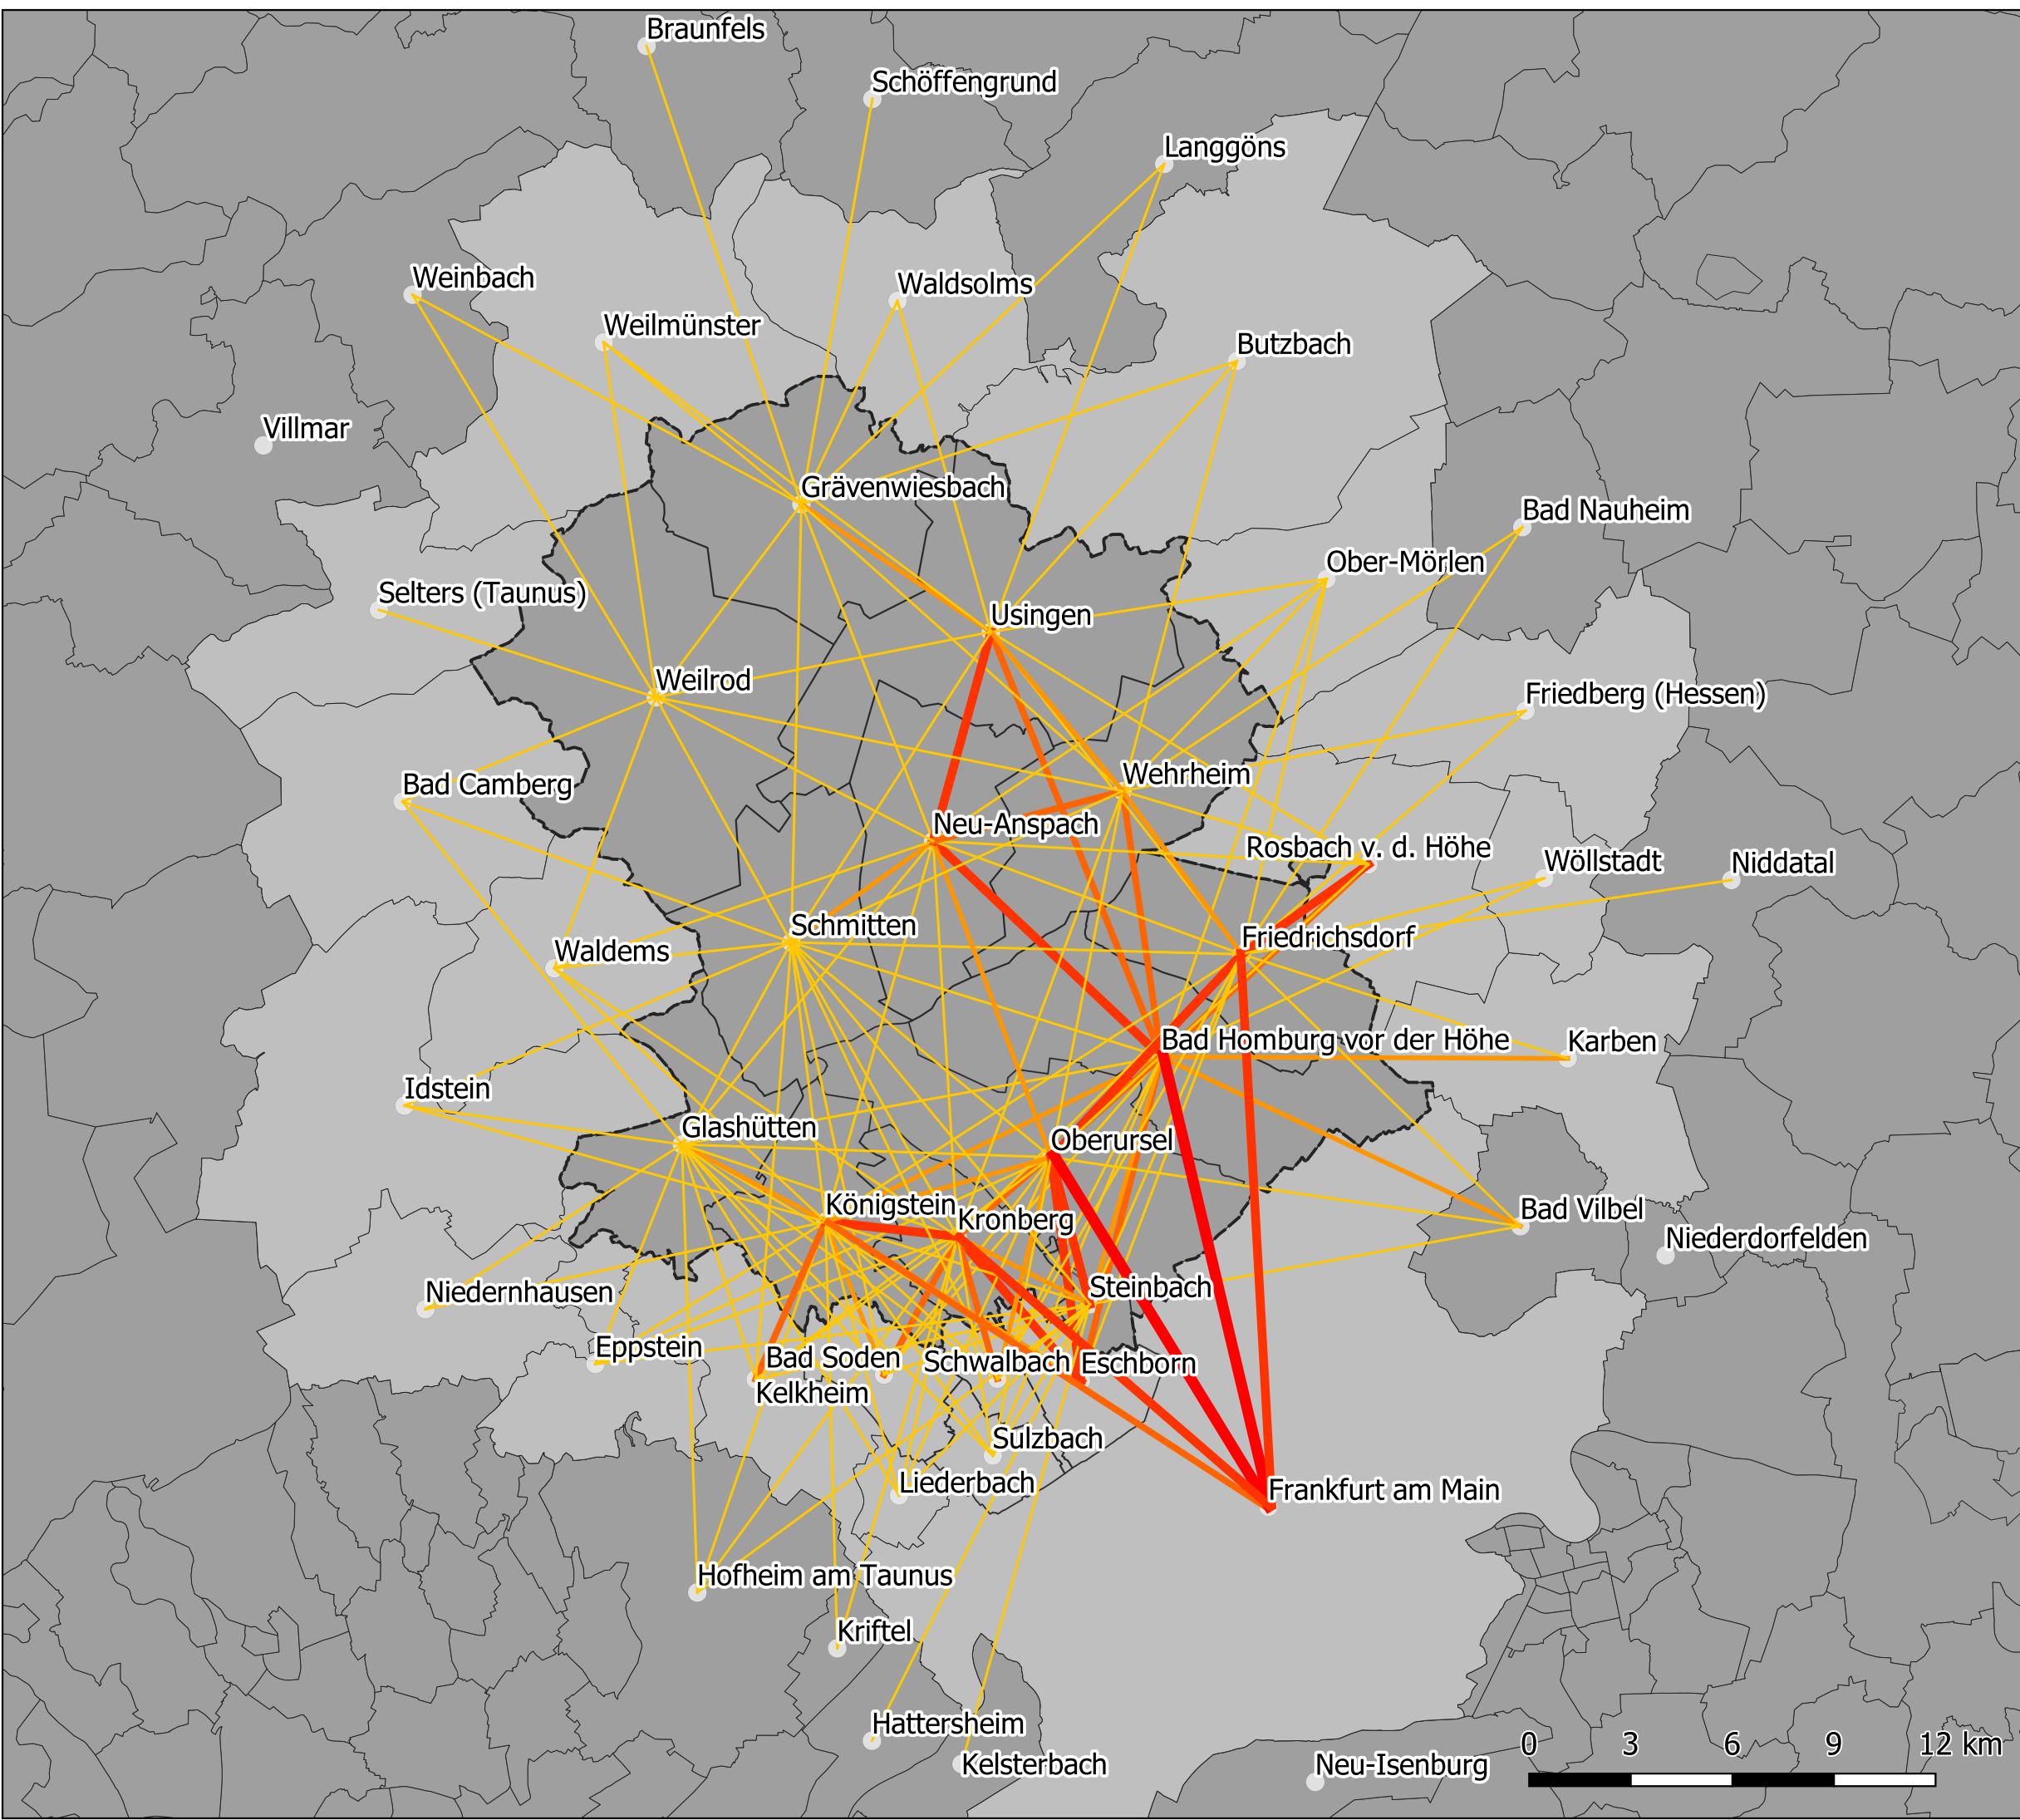 Braunfels
Schöffengrund
Langgöns
Weinbach
Waldsolms
Weilmünster
Butzbach
Villmar
Grävenwiesbach
Bad Nauheim
Ober-Mörlen
Selters (Taunus)
Usingen
Weilrod
Friedberg (Hessen)
Wehrheim
Bad Camberg
Neu-Anspach
Rosbach v. d. Höhe
Wöllstadt
Niddatal
Schmitten
Friedrichsdorf
Waldems
Bad Homburg vor der Höhe
Karben
Idstein
Glashütten
Oberursel
Königstein
Kronberg
Bad Vilbel
Niederdorfelden
Niedernhausen
Steinbach
Eppstein
Bad Soden
Schwalbach
Eschborn
Kelkheim
Sulzbach
Liederbach
Frankfurt am Main
Hofheim am Taunus
Kriftel
Hattersheim
Kelsterbach
Neu-Isenburg
0 3 6 9 12 km